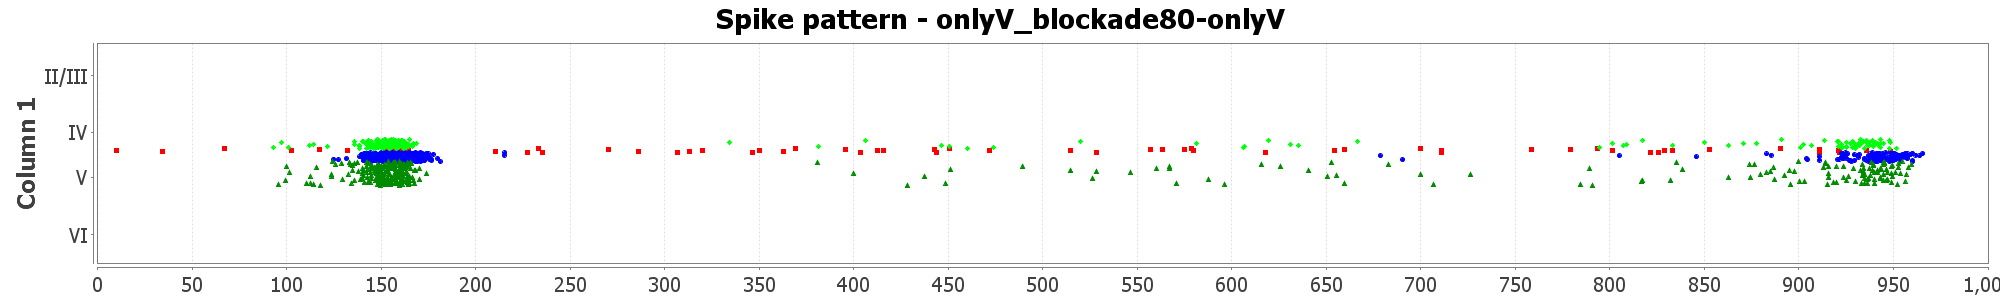 Spike pattern - onlyV_blockade80-onlyV
Column 1
II/III
IV
V
VI
0 50 100 150 200 250 300 350 400 450 500 550 600 650 700 750 800 850 900 950 1,00